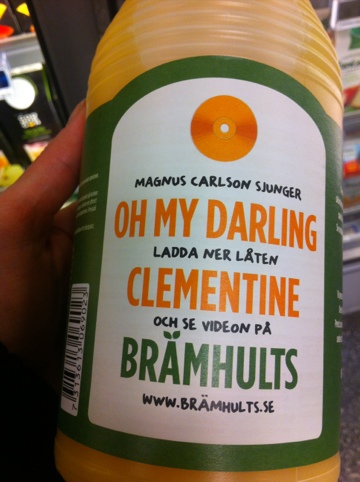 MAGNUS CARLSON SJUNGER
OH MY DARLING
LADDA NER LÅTEN
CLEMENTINE
OCH SE VIDEON PÅ
BRÄMHULTS
WWW.BRÄMHULTS.SE